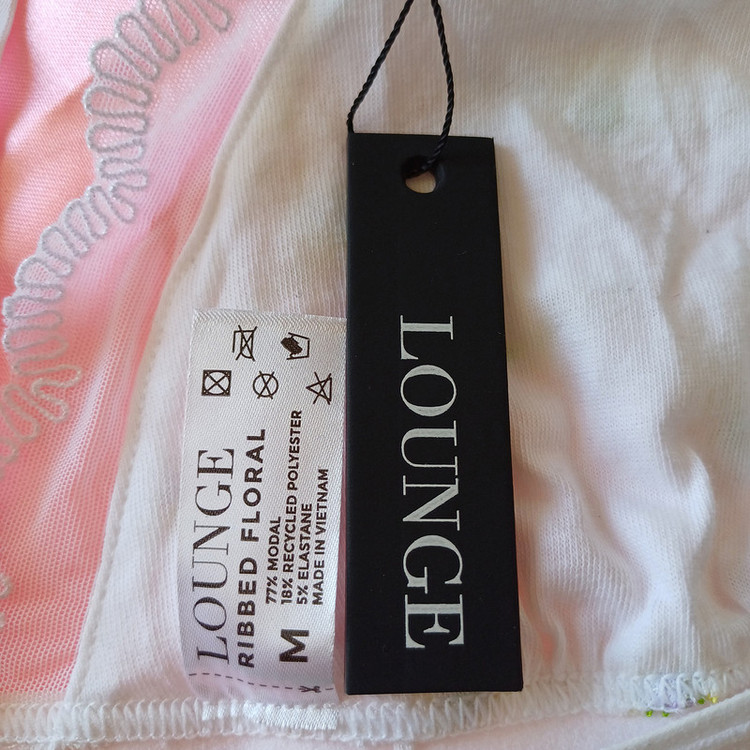 LOUNGE
RIBBED FLORAL
77% MODAL
18% RECYCLED POLYESTER
5% ELASTANE
MADE IN VIETNAM
M
LOUNGE